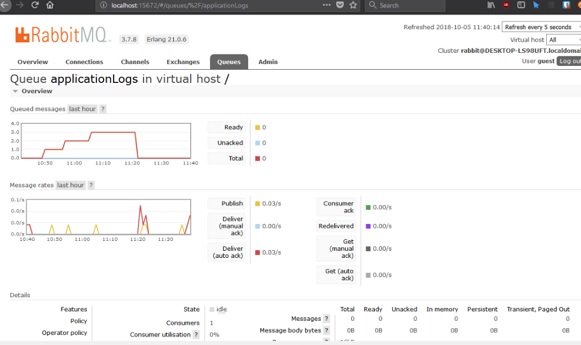 localhost:15672/#/queues/%2F/applicationLogs
Search
RabbitMQ 3.7.8 Erlang 21.0.6
Refreshed 2018-10-05 11:40:14 Refresh every 5 seconds
Virtual host All
Cluster rabbit@DESKTOP-L590UFT.localdomai
User guest Log out
Overview Connections Channels Exchanges Queues Admin
Queue applicationLogs in virtual host /
Overview
Queued messages last hour ?
4.0
3.0
2.0
1.0
0.0
10:50 11:00 11:10 11:20 11:30 11:40
Ready 0
Unacked 0
Total 0
Message rates last hour ?
0.1/s
0.0/s
0.0/s
0.0/s
10:40 10:50 11:00 11:10 11:20 11:30
Publish 0.03/s
Deliver (manual ack) 0.00/s
Deliver (auto ack) 0.03/s
Consumer ack 0.00/s
Redelivered 0.00/s
Get (manual ack) 0.00/s
Get (auto ack) 0.00/s
Details
Features
Policy
Operator policy
State idle
Consumers 1
Consumer utilisation ? 0%
Total Ready Unacked In memory Persistent Transient, Paged Out
Messages ? 0 0 0 0 0 0
Message body bytes ? 0B 0B 0B 0B 0B 0B